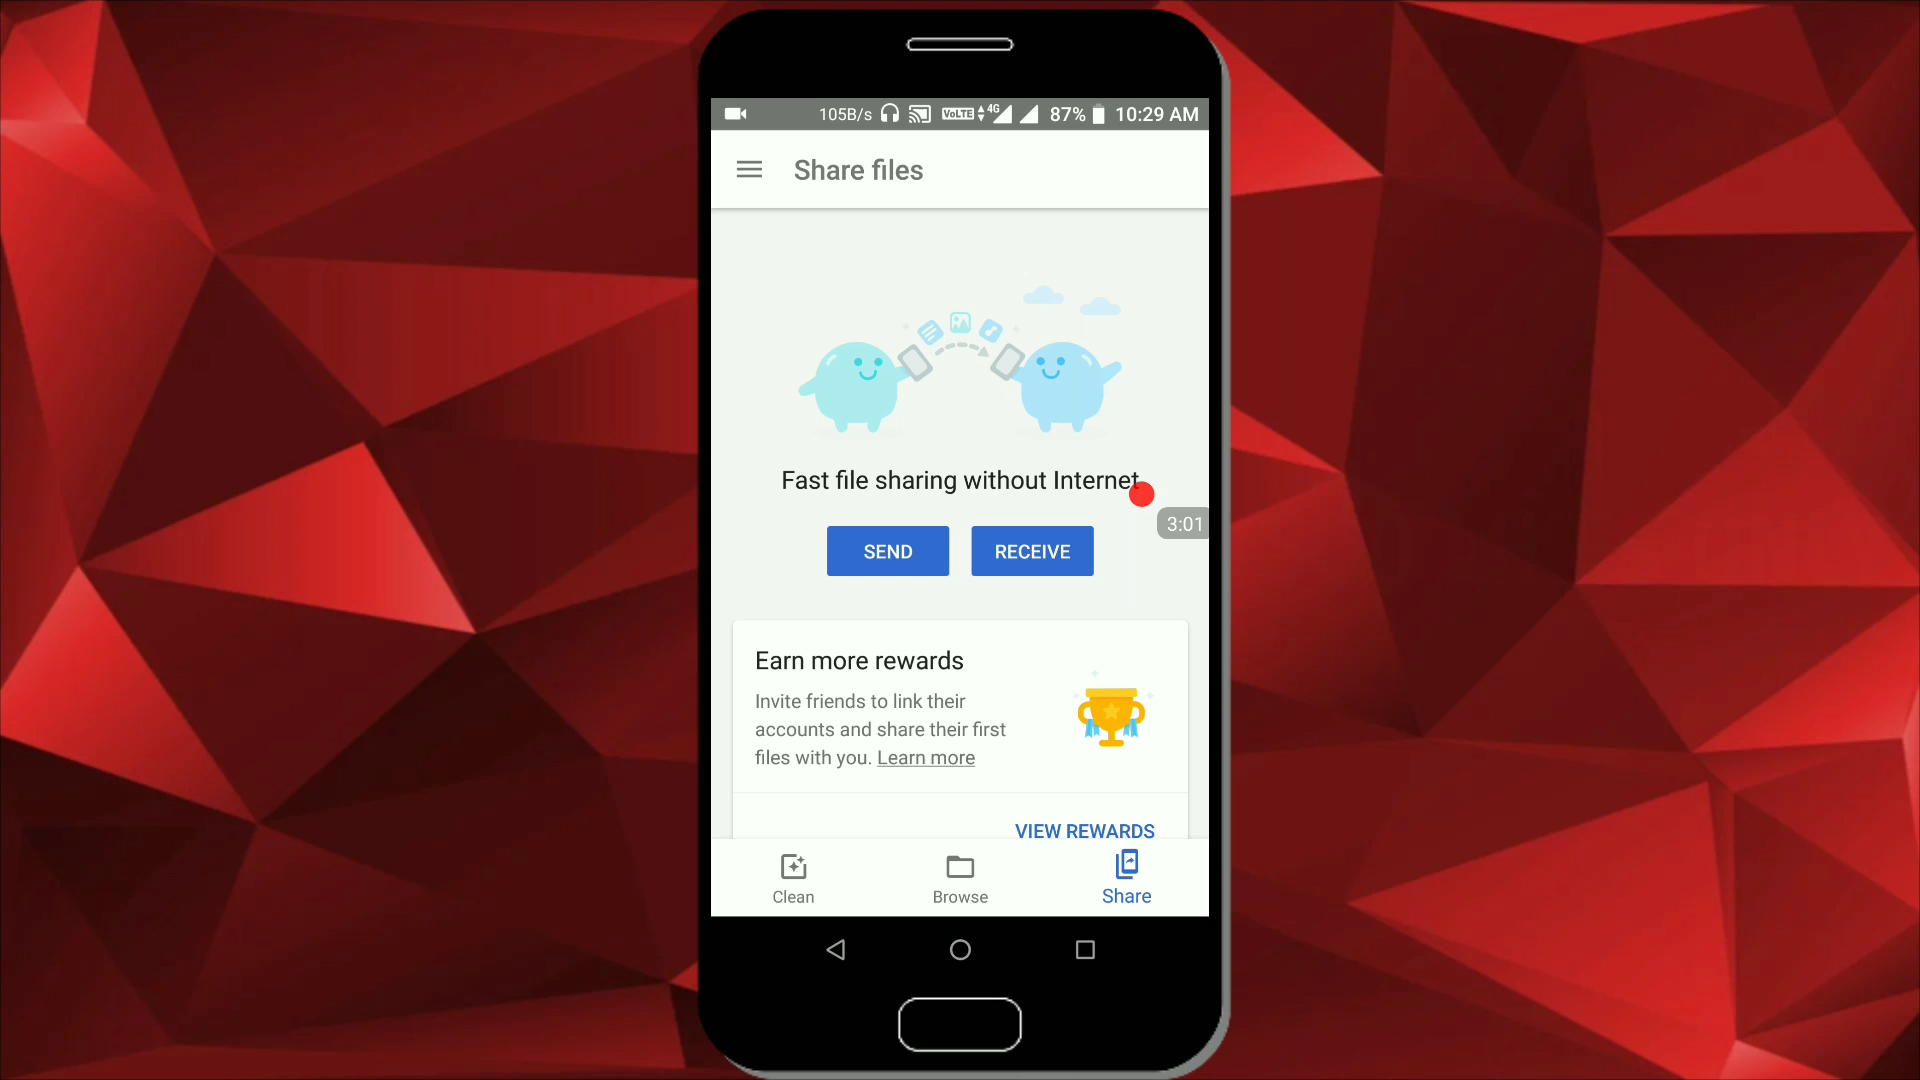 105B/s VoLTE 4G 87% 10:29 AM
Share files
Fast file sharing without Internet
3:01
SEND RECEIVE
Earn more rewards
Invite friends to link their
accounts and share their first
files with you. Learn more
VIEW REWARDS
Clean Browse Share